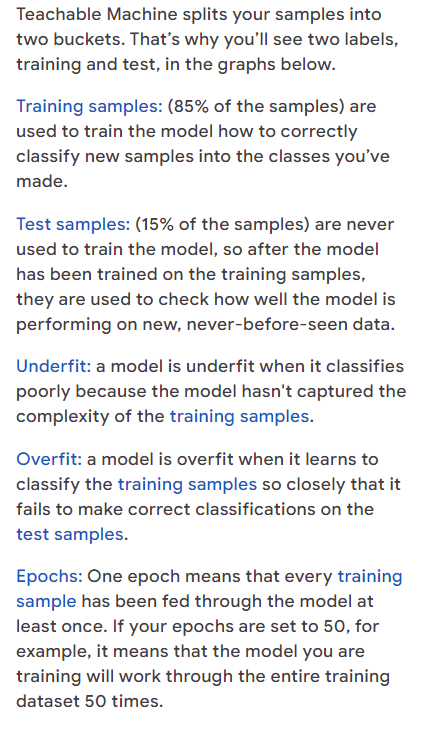 Teachable Machine splits your samples into
two buckets. That's why you'll see two labels,
training and test, in the graphs below.
Training samples: (85% of the samples) are
used to train the model how to correctly
classify new samples into the classes you've
made.
Test samples: (15% of the samples) are never
used to train the model, so after the model
has been trained on the training samples,
they are used to check how well the model is
performing on new, never-before-seen data.
Underfit: a model is underfit when it classifies
poorly because the model hasn't captured the
complexity of the training samples.
Overfit: a model is overfit when it learns to
classify the training samples so closely that it
fails to make correct classifications on the
test samples.
Epochs: One epoch means that every training
sample has been fed through the model at
least once. If your epochs are set to 50, for
example, it means that the model you are
training will work through the entire training
dataset 50 times.